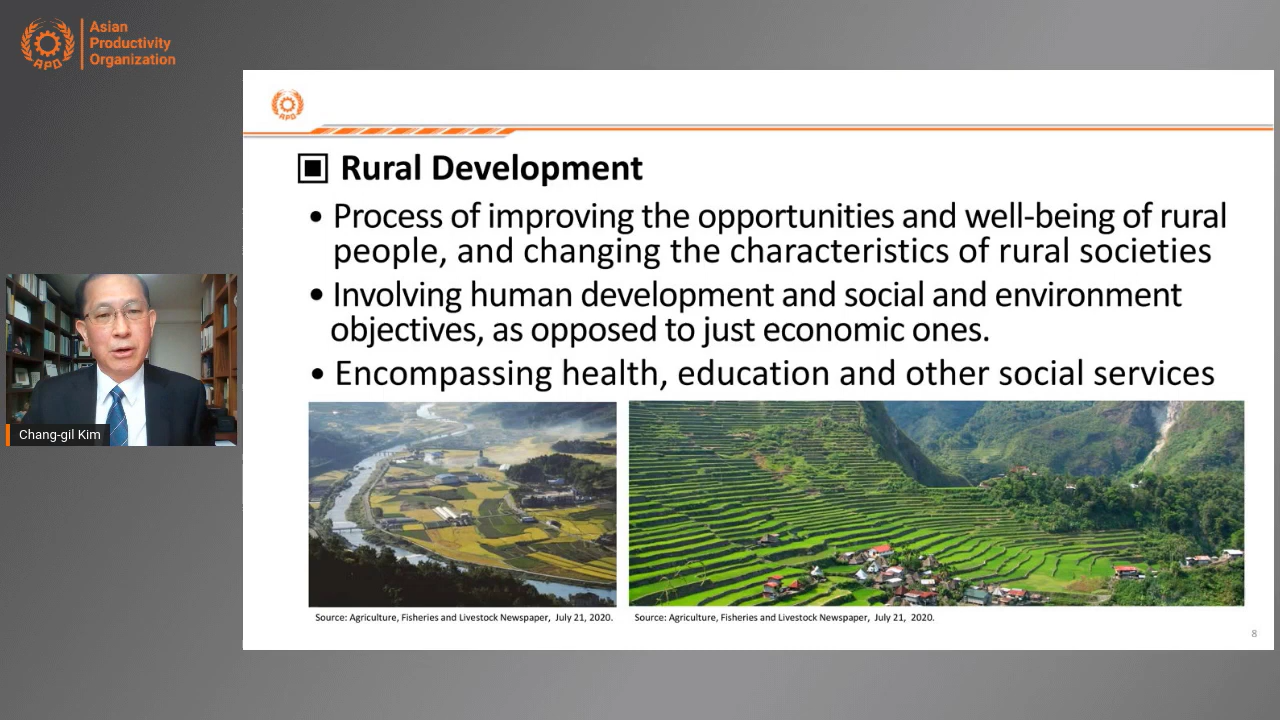 Asian
Productivity
Organization
APO
APO
▣ Rural Development
• Process of improving the opportunities and well-being of rural
people, and changing the characteristics of rural societies
• Involving human development and social and environment
objectives, as opposed to just economic ones.
• Encompassing health, education and other social services
Chang-gil Kim
Source: Agriculture, Fisheries and Livestock Newspaper, July 21, 2020.
Source: Agriculture, Fisheries and Livestock Newspaper, July 21, 2020.
8